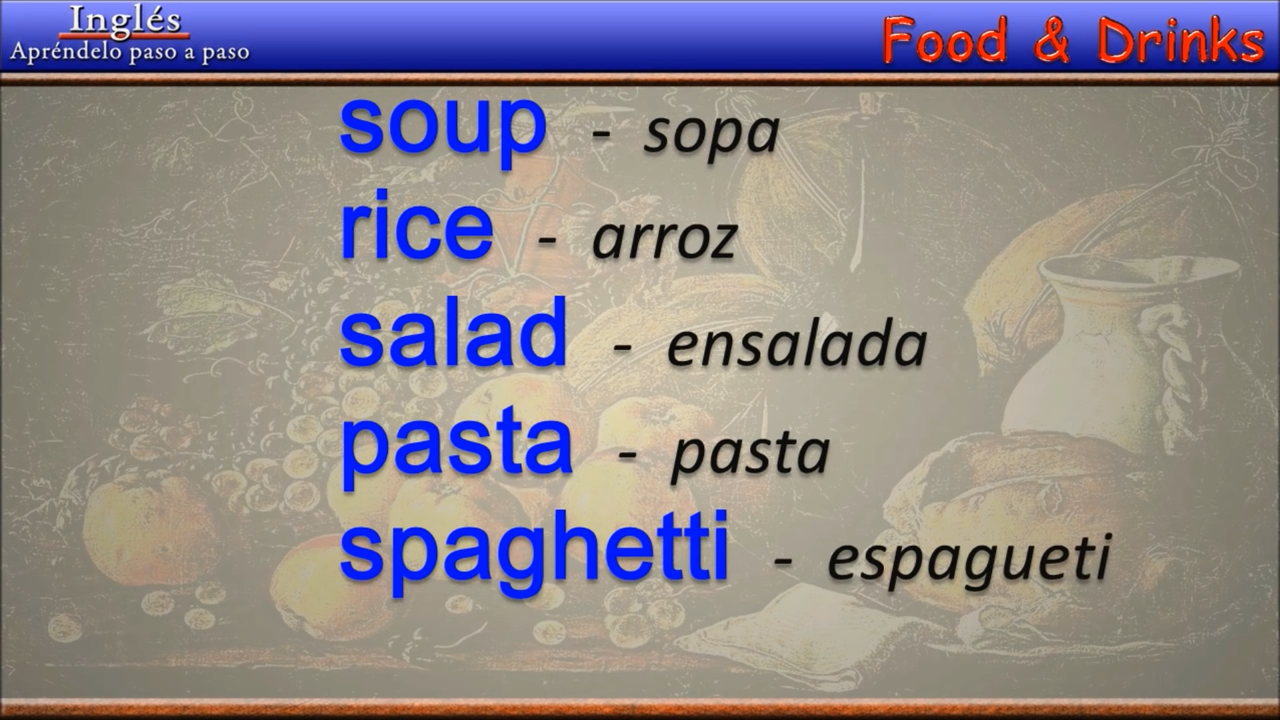 Inglés
Apréndelo paso a paso
Food & Drinks
soup - sopa
rice - arroz
salad - ensalada
pasta - pasta
spaghetti - espagueti